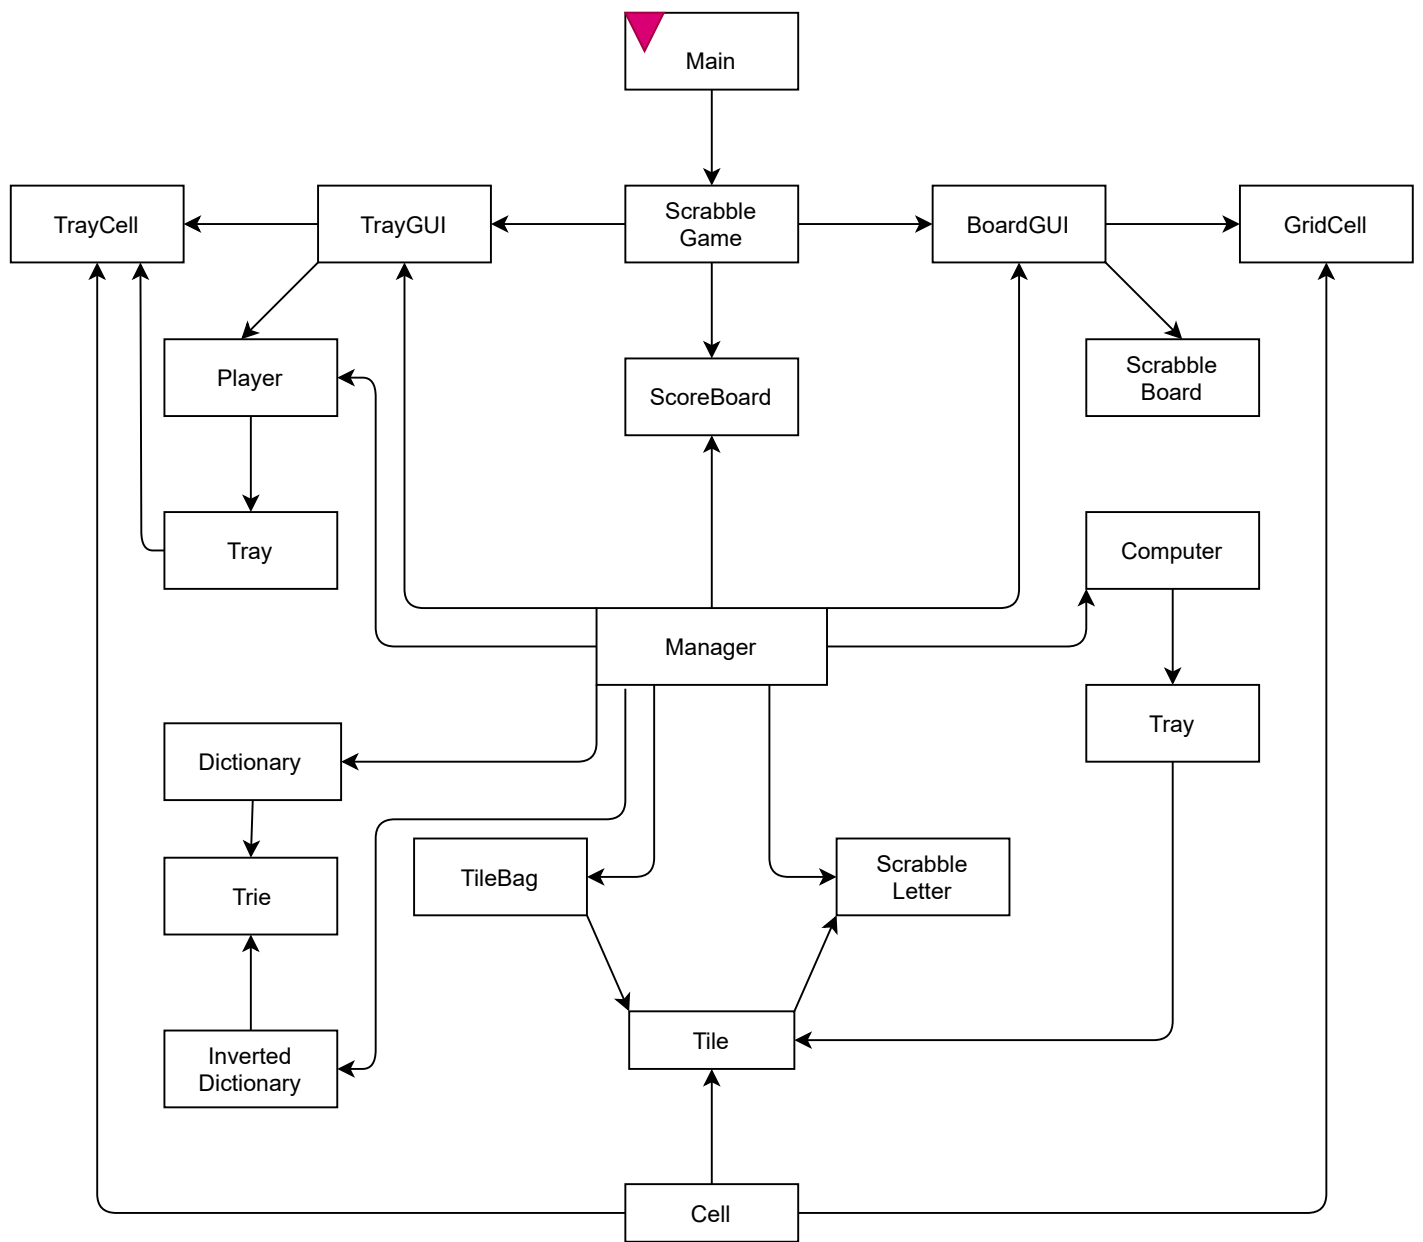 Main
TrayCell
TrayGUI
Scrabble
Game
BoardGUI
GridCell
Player
ScoreBoard
Scrabble
Board
Tray
Computer
Manager
Dictionary
Tray
Trie
TileBag
Scrabble
Letter
Inverted
Dictionary
Tile
Cell